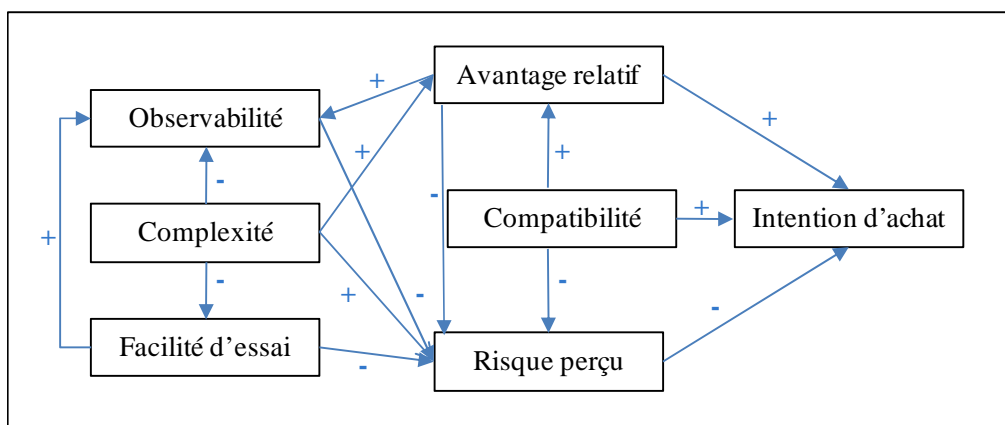 Avantage relatif
+
+
Observabilité
+
+
-
-
Complexité
Compatibilité
+
Intention d'achat
+
-
+
-
-
-
Facilité d'essai
-
Risque perçu